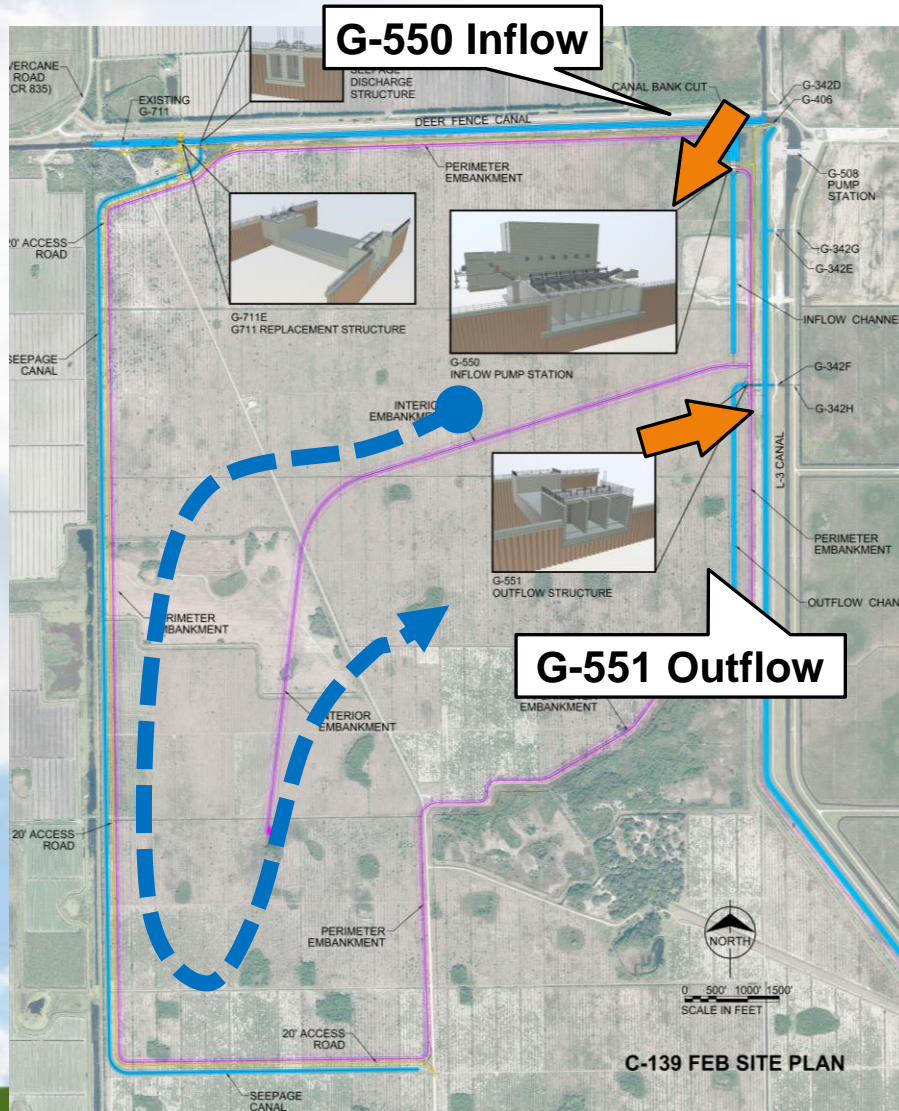 G-550 Inflow
VERCANE
ROAD
(CR 835)
EXISTING
G-711
SEEPAGE
DISCHARGE
STRUCTURE
CANAL BANK CUT
G-342D
G-406
DEER FENCE CANAL
PERIMETER
EMBANKMENT
G-508
PUMP
STATION
20' ACCESS
ROAD
G-342G
G-342E
G-711E
G711 REPLACEMENT STRUCTURE
INFLOW CHANNE
SEEPAGE
CANAL
G-550
INFLOW PUMP STATION
G-342F
INTERIO
EMBANKMEN
G-342H
L-3 CANAL
G-551
OUTFLOW STRUCTURE
PERIMETER
EMBANKMENT
PERIMETER
EMBANKMENT
OUTFLOW CHAN
G-551 Outflow
PERIMETER
EMBANKMENT
INTERIOR
EMBANKMENT
20' ACCESS
ROAD
PERIMETER
EMBANKMENT
NORTH
0 500' 1000' 1500'
SCALE IN FEET
20' ACCESS
ROAD
C-139 FEB SITE PLAN
SEEPAGE
CANAL